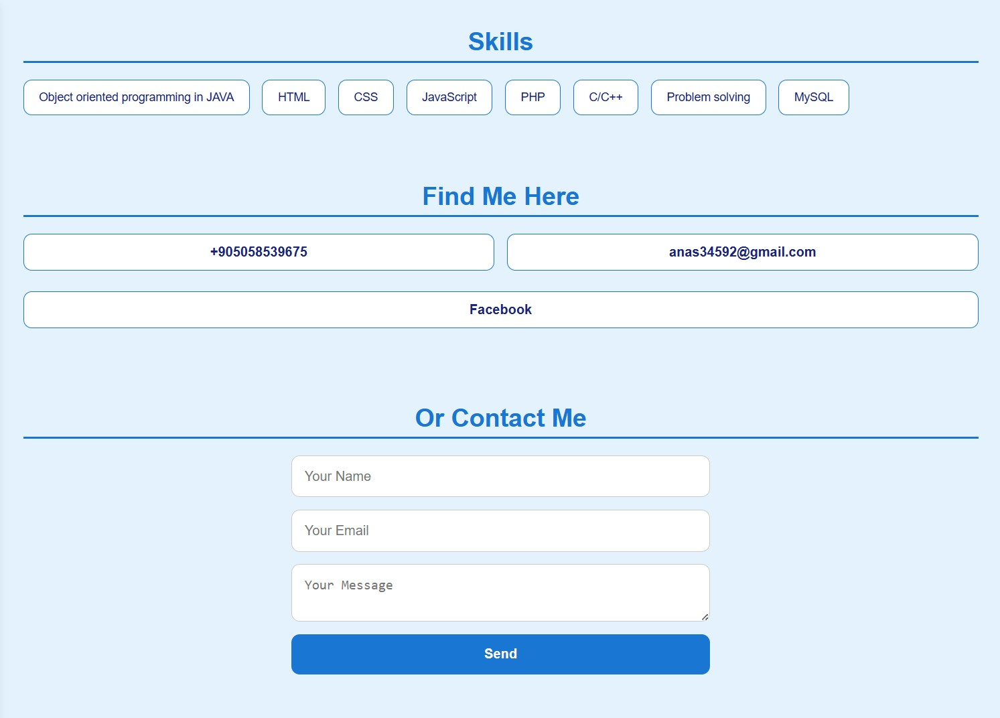 Skills
Object oriented programming in JAVA HTML CSS JavaScript PHP C/C++ Problem solving MySQL
Find Me Here
+905058539675 anas34592@gmail.com
Facebook
Or Contact Me
Your Name
Your Email
Your Message
Send